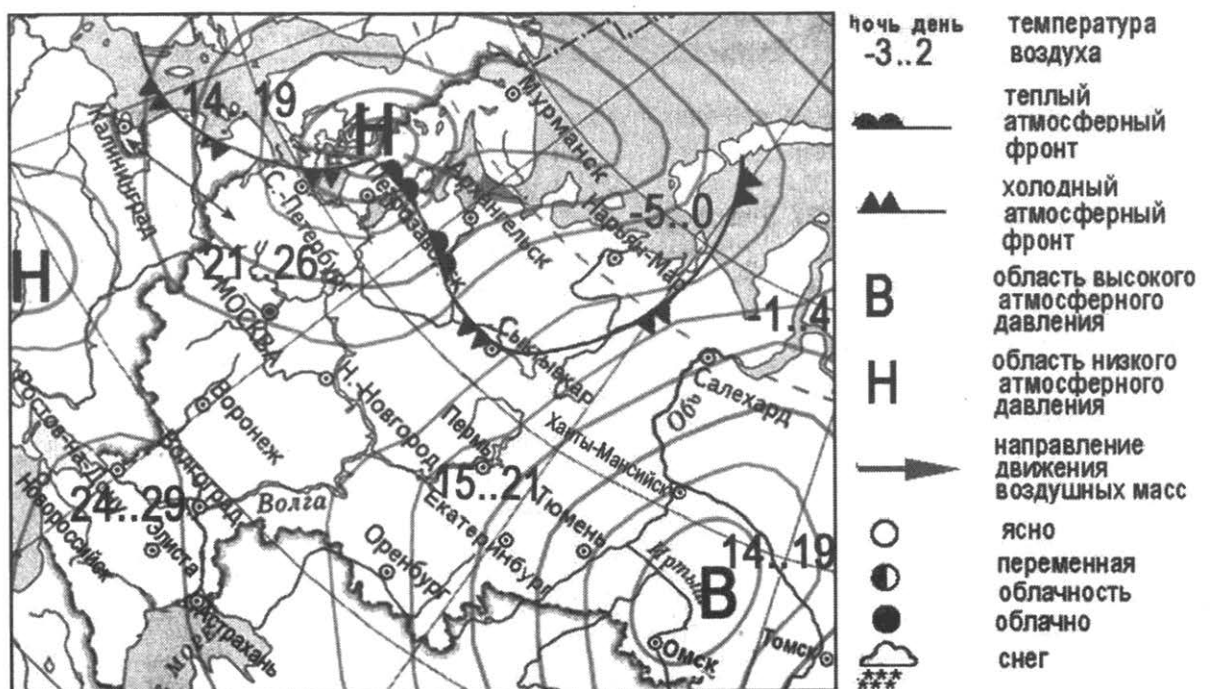 14..19
Н
Мурманск
Калининград
С.-Петербург
Петрозаводск
Архангельск
-5..0
Нарьян-Мар
Н
21..26
МОСКВА
-1..4
Сыктывкар
Салехард
Обь
Воронеж
Н.-Новгород
Пермь
Ханты-Мансийск
Ростов-на-Дону
Волгоград
Новороссийск
24..29
Элиста
Волга
15..21
Тюмень
Екатеринбург
Оренбург
Иртыш
14..19
В
Астрахань
МОРЕ
Омск
Томск
ночь день
-3..2
температура
воздуха
теплый
атмосферный
фронт
холодный
атмосферный
фронт
В
область высокого
атмосферного
давления
Н
область низкого
атмосферного
давления
направление
движения
воздушных масс
ясно
переменная
облачность
облачно
снег